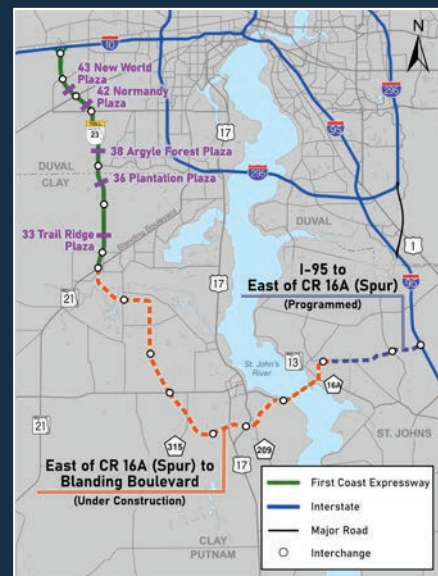 10
N
43 New World
Plaza
42 Normandy
Plaza
TOLL
23
17
95
295
38 Argyle Forest Plaza
DUVAL
CLAY
36 Plantation Plaza
295
DUVAL
Blanding Boulevard
33 Trail Ridge
Plaza
1
I-95 to
East of CR 16A (Spur)
(Programmed)
95
21
17
St. John's
River
13
16A
21
315
209
17
ST. JOHNS
East of CR 16A (Spur) to
Blanding Boulevard
(Under Construction)
CLAY
PUTNAM
First Coast Expressway
Interstate
Major Road
Interchange